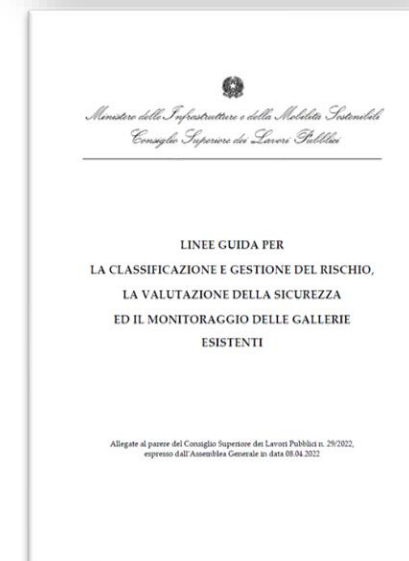 Ministero delle Infrastrutture e della Mobilità Sostenibili
Consiglio Superiore dei Lavori Pubblici
LINEE GUIDA PER
LA CLASSIFICAZIONE E GESTIONE DEL RISCHIO,
LA VALUTAZIONE DELLA SICUREZZA
ED IL MONITORAGGIO DELLE GALLERIE
ESISTENTI
Allegate al parere del Consiglio Superiore dei Lavori Pubblici n. 29/2022,
espresso dall'Assemblea Generale in data 08.04.2022